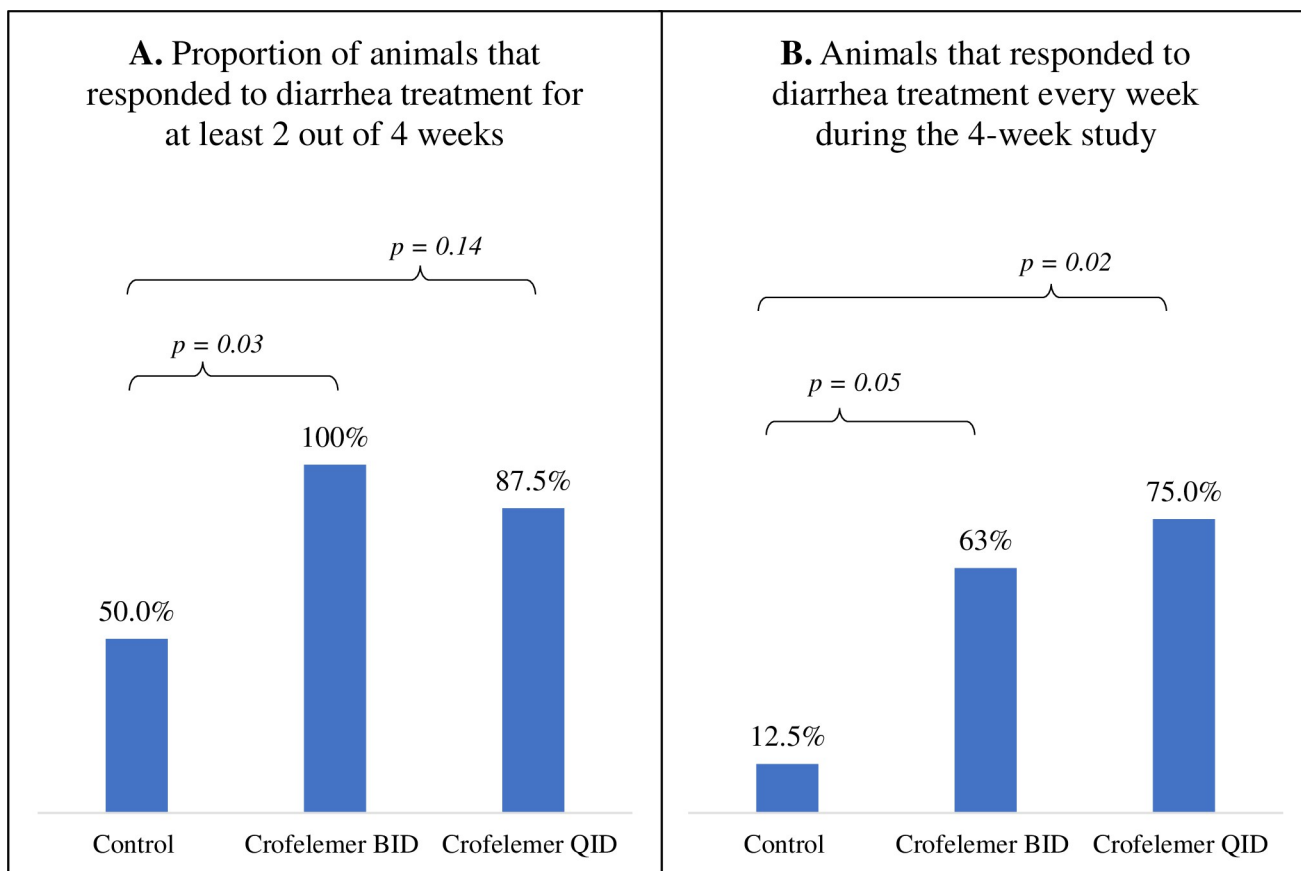 A. Proportion of animals that
responded to diarrhea treatment for
at least 2 out of 4 weeks
p = 0.14
p = 0.03
100%
87.5%
50.0%
Control
Crofelemer BID
Crofelemer QID
B. Animals that responded to
diarrhea treatment every week
during the 4-week study
p = 0.02
p = 0.05
75.0%
63%
12.5%
Control
Crofelemer BID
Crofelemer QID